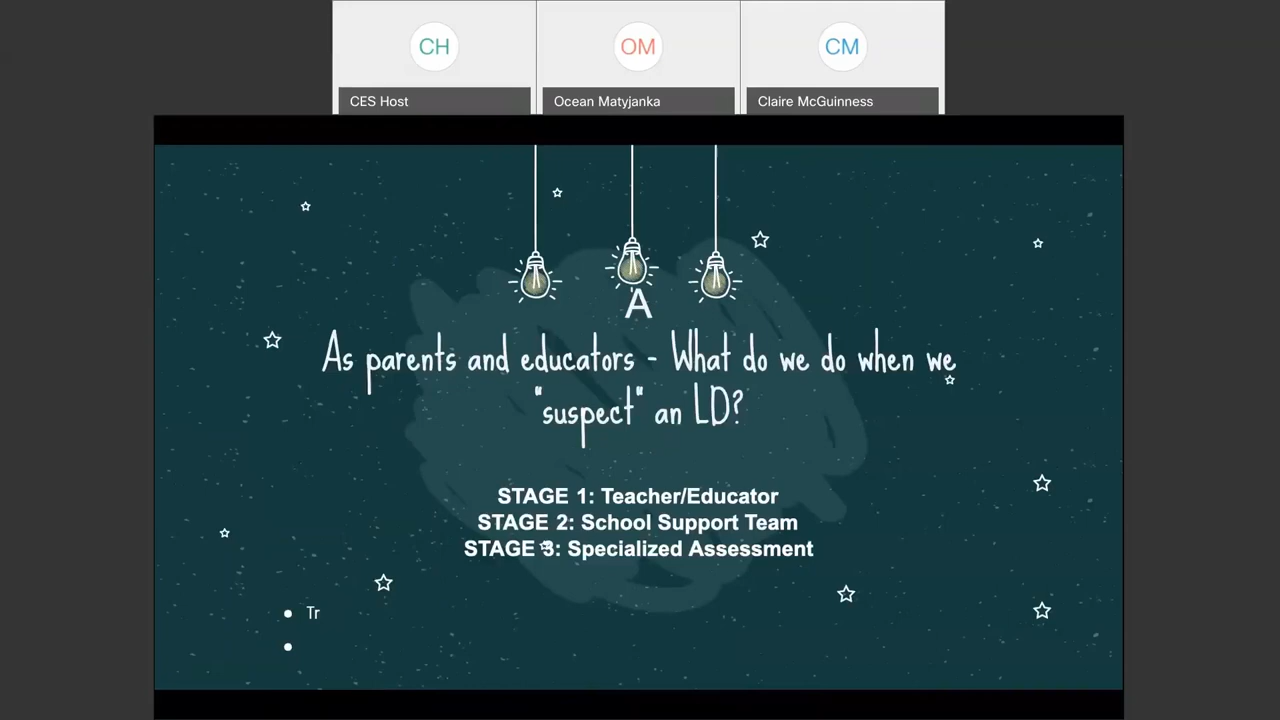 CH
OM
CM
CES Host
Ocean Matyjanka
Claire McGuinness
A
As parents and educators - What do we do when we
"suspect" an LD?
STAGE 1: Teacher/Educator
STAGE 2: School Support Team
STAGE 3: Specialized Assessment
• Tr
•